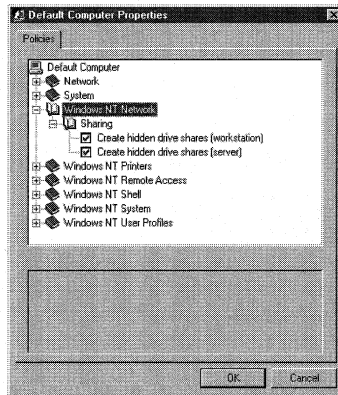 Default Computer Properties
Policies
Default Computer
Network
System
Windows NT Network
Sharing
Create hidden drive shares (workstation)
Create hidden drive shares (server)
Windows NT Printers
Windows NT Remote Access
Windows NT Shell
Windows NT System
Windows NT User Profiles
OK
Cancel